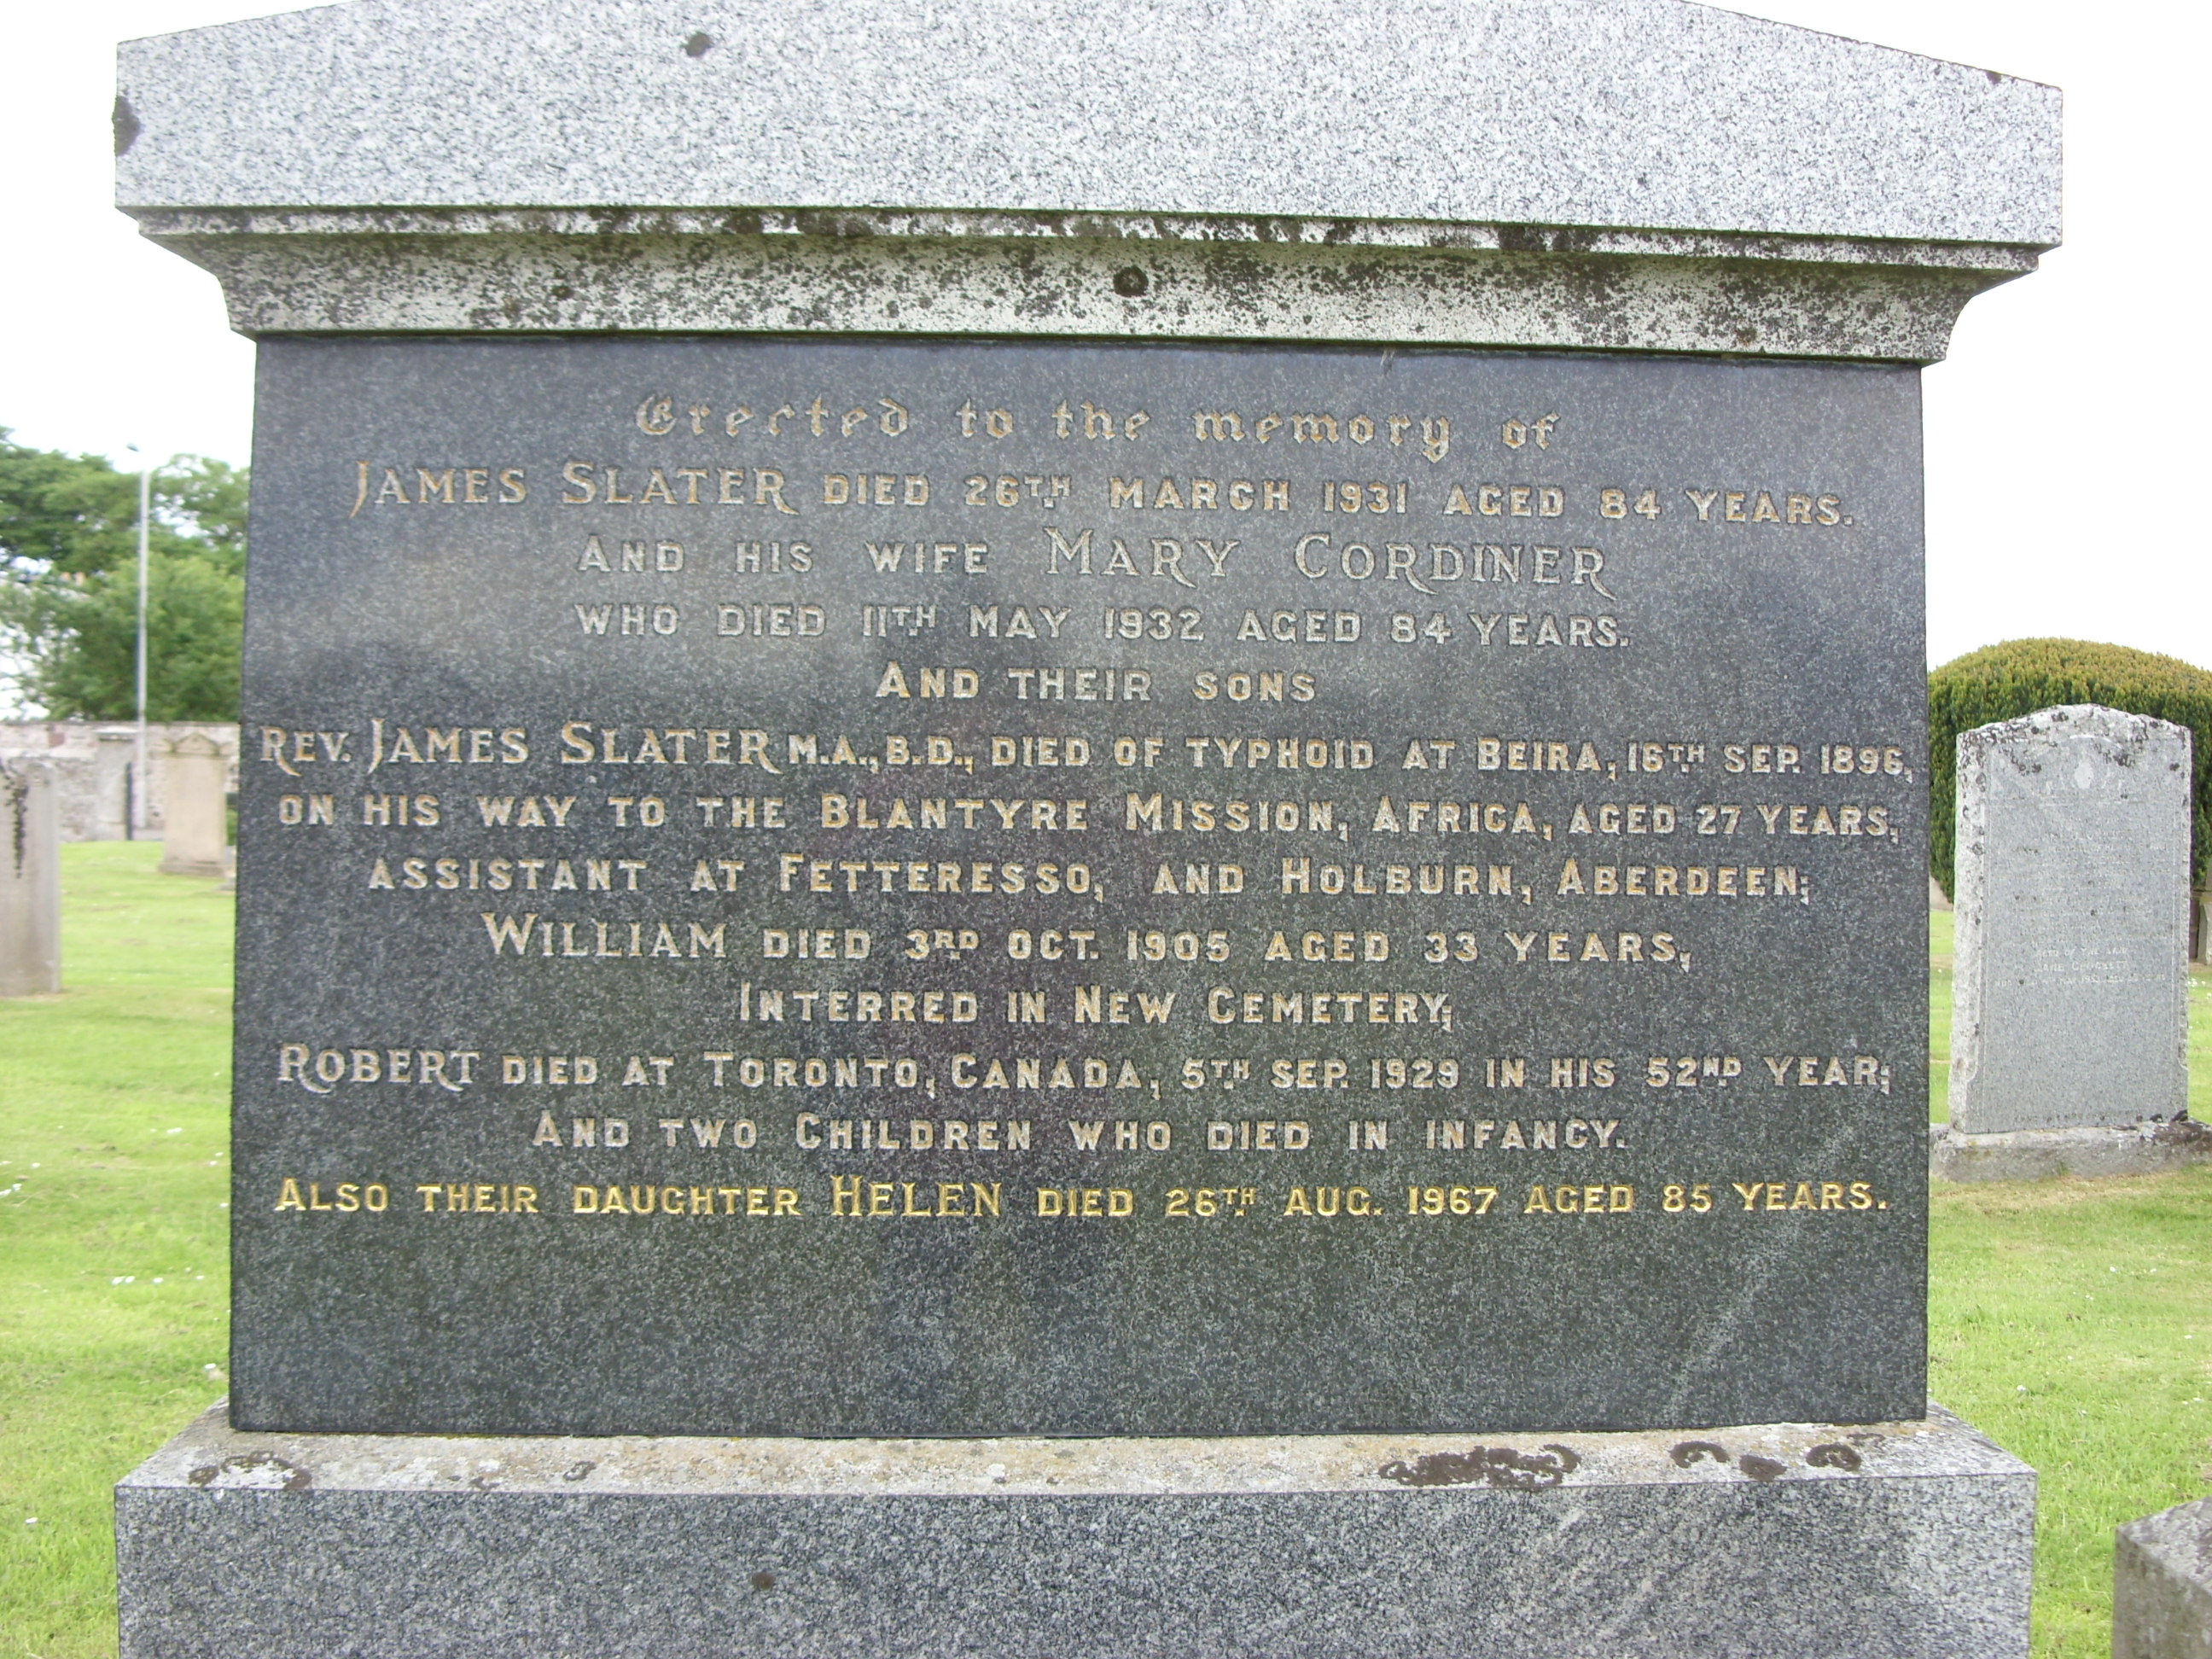 Erected to the memory of
JAMES SLATER DIED 26TH MARCH 1931 AGED 84 YEARS.
AND HIS WIFE MARY CORDINER
WHO DIED 11TH MAY 1932 AGED 84 YEARS.
AND THEIR SONS
REV. JAMES SLATER M.A., B.D., DIED OF TYPHOID AT BEIRA, 16TH SEP. 1896,
ON HIS WAY TO THE BLANTYRE MISSION, AFRICA, AGED 27 YEARS,
ASSISTANT AT FETTERESSO, AND HOLBURN, ABERDEEN;
WILLIAM DIED 3RD OCT. 1905 AGED 33 YEARS,
INTERRED IN NEW CEMETERY;
ROBERT DIED AT TORONTO, CANADA, 5TH SEP. 1929 IN HIS 52ND YEAR;
AND TWO CHILDREN WHO DIED IN INFANCY.
ALSO THEIR DAUGHTER HELEN DIED 26TH AUG. 1967 AGED 85 YEARS.